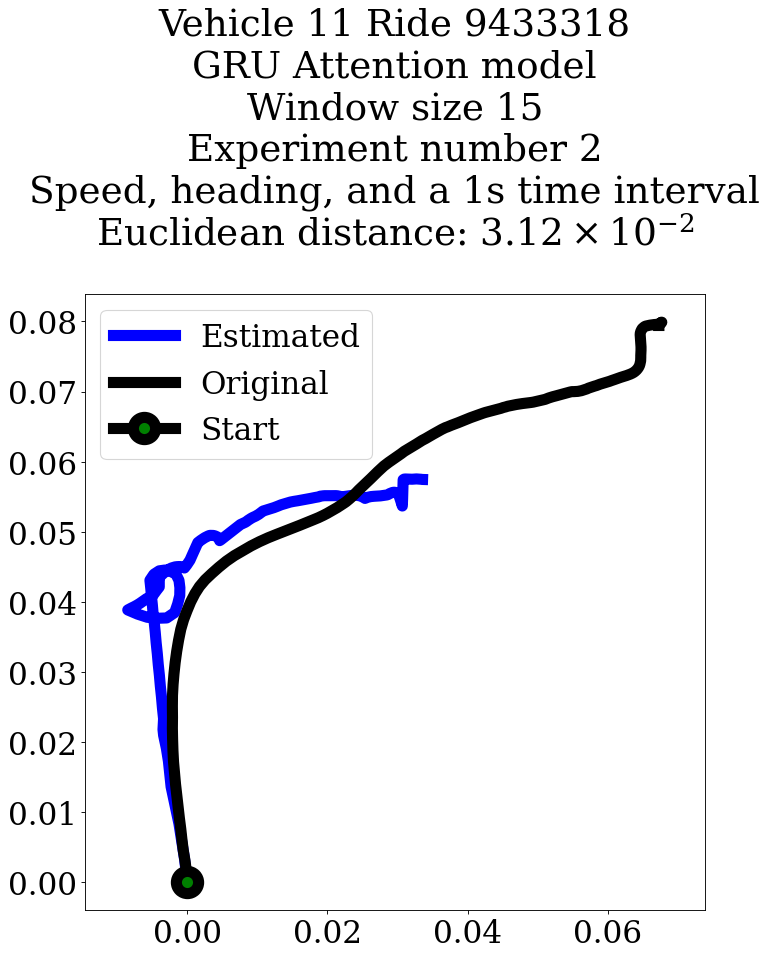 Vehicle 11 Ride 9433318
GRU Attention model
Window size 15
Experiment number 2
Speed, heading, and a 1s time interval
Euclidean distance: 3.12 × 10⁻²
Estimated
Original
Start
0.08
0.07
0.06
0.05
0.04
0.03
0.02
0.01
0.00
0.00 0.02 0.04 0.06